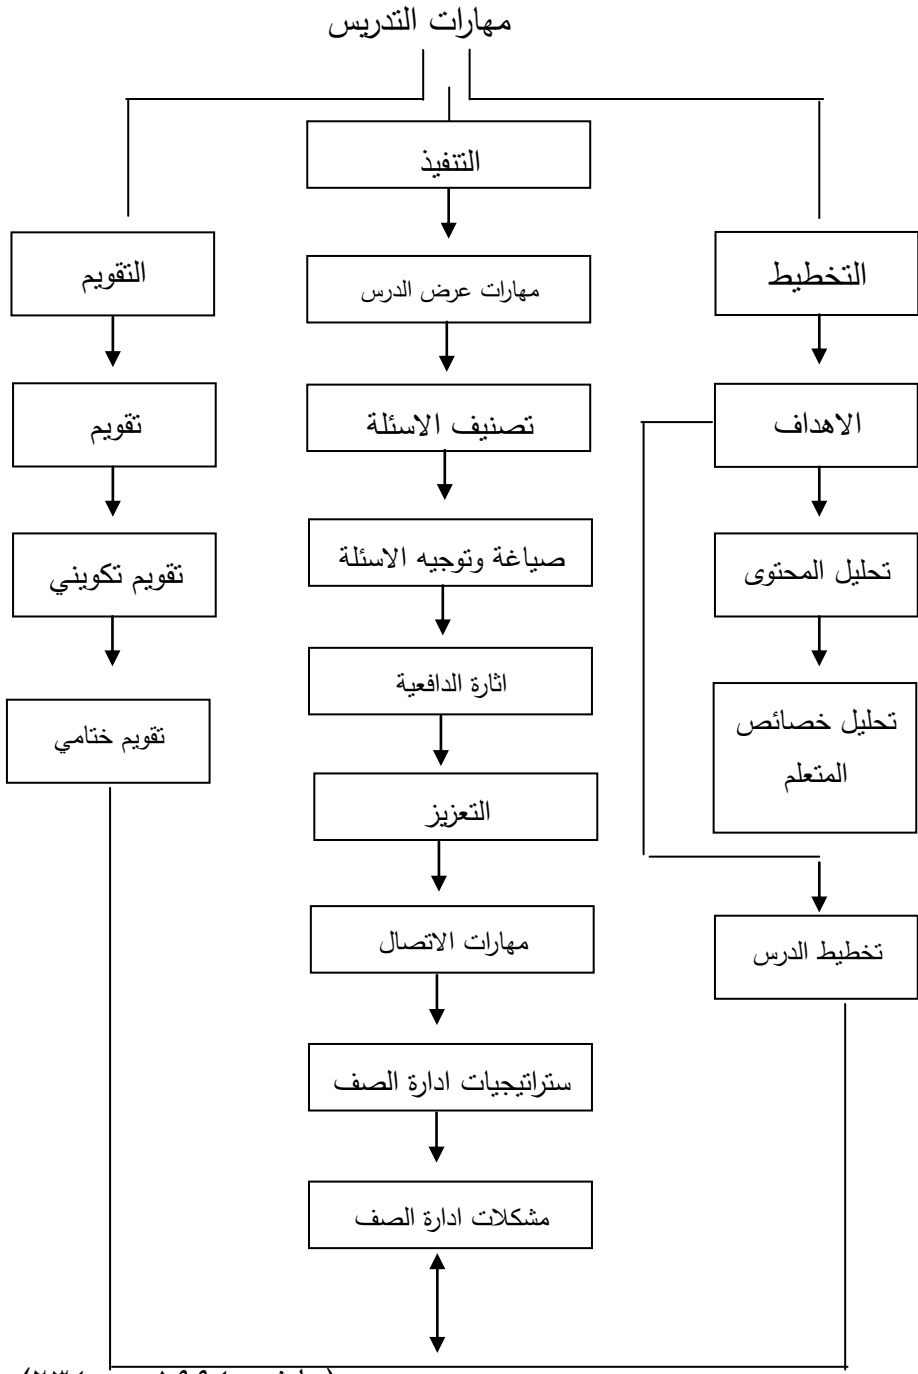 مهارات التدريس
التنفيذ
التخطيط
التقويم
مهارات عرض الدرس
الاهداف
تصنيف الاسئلة
تقويم
تحليل المحتوى
صياغة وتوجيه الاسئلة
تقويم تكويني
تحليل خصائص
المتعلم
اثارة الدافعية
تقويم ختامي
التعزيز
تخطيط الدرس
مهارات الاتصال
ستراتيجيات ادارة الصف
مشكلات ادارة الصف